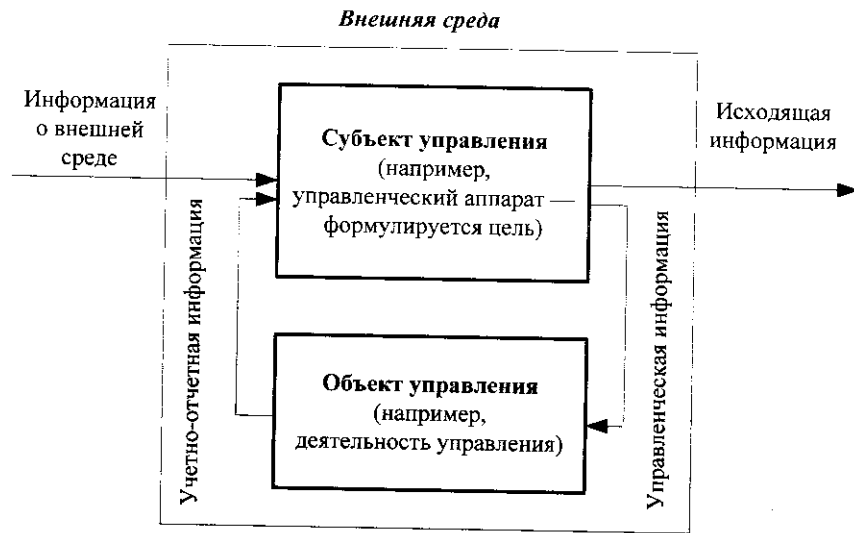 Внешняя среда
Информация
о внешней
среде
Субъект управления
(например,
управленческий аппарат —
формулируется цель)
Исходящая
информация
Учетно-отчетная информация
Управленческая информация
Объект управления
(например,
деятельность управления)